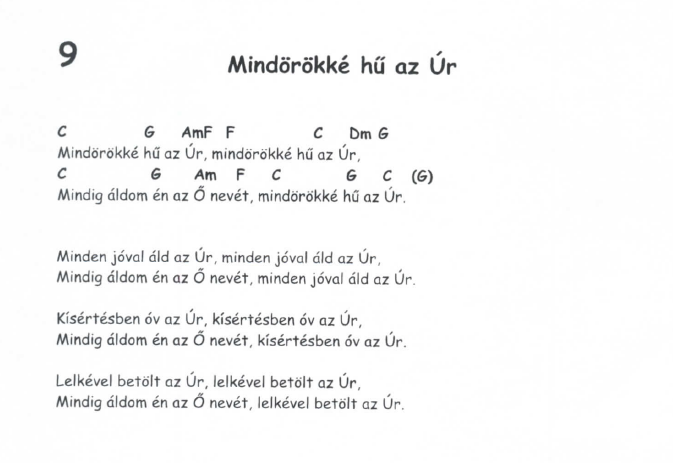 9
Mindörökké hű az Úr
C G AmF F C Dm G
Mindörökké hű az Úr, mindörökké hű az Úr,
C G Am F C G C (G)
Mindig áldom én az Ő nevét, mindörökké hű az Úr.
Minden jóval áld az Úr, minden jóval áld az Úr,
Mindig áldom én az Ő nevét, minden jóval áld az Úr.
Kísértésben óv az Úr, kísértésben óv az Úr,
Mindig áldom én az Ő nevét, kísértésben óv az Úr.
Lelkével betölt az Úr, lelkével betölt az Úr,
Mindig áldom én az Ő nevét, lelkével betölt az Úr.